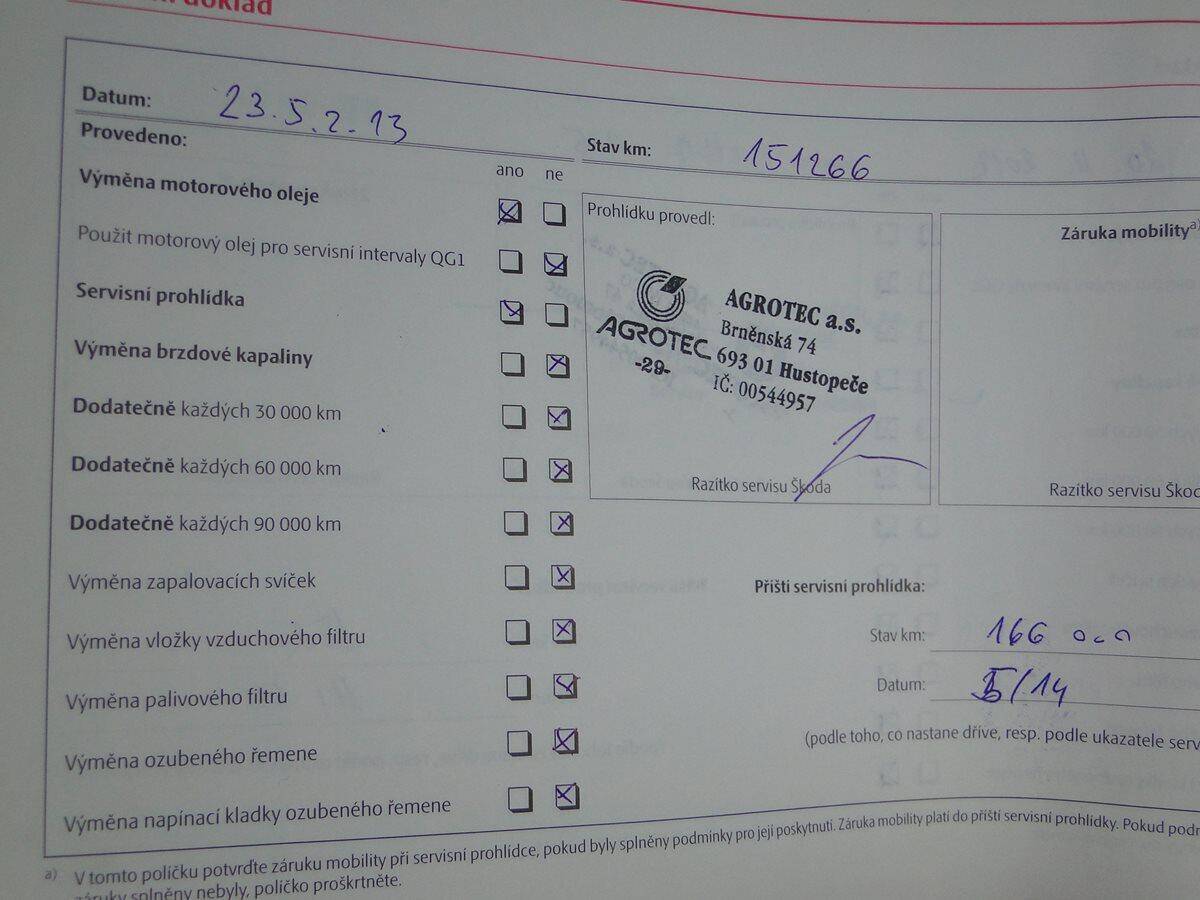 doklad
Datum: 23.5.2.13
Provedeno:
ano ne
Výměna motorového oleje
Použit motorový olej pro servisní intervaly QG1
Servisní prohlídka
Výměna brzdové kapaliny
Dodatečně každých 30 000 km
Dodatečně každých 60 000 km
Dodatečně každých 90 000 km
Výměna zapalovacích svíček
Výměna vložky vzduchového filtru
Výměna palivového filtru
Výměna ozubeného řemene
Výměna napínací kladky ozubeného řemene
Stav km: 151266
Prohlídku provedl:
AGROTEC
-29-
AGROTEC a.s.
Brněnská 74
693 01 Hustopeče
IČ: 00544957
Razítko servisu Škoda
Záruka mobility a)
Razítko servisu
Příští servisní prohlídka:
Stav km: 166 000
Datum: 5/14
(podle toho, co nastane dříve, resp. podle ukazatele
a) V tomto políčku potvrďte záruku mobility při servisní prohlídce, pokud byly splněny podmínky pro její poskytnutí. Záruka mobility platí do příští servisní prohlídky. Pokud
záruky splněny nebyly, políčko proškrtněte.